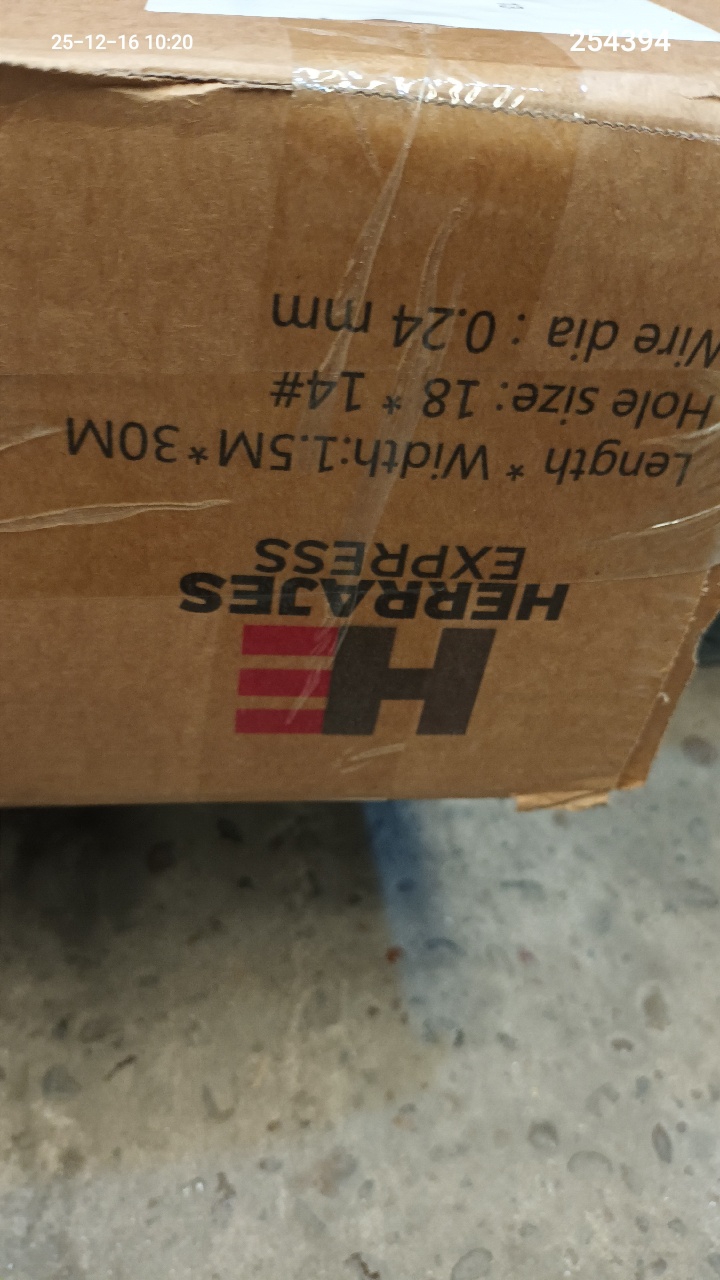 25-12-16 10:20
254394
HE
HERRAJES
EXPRESS
Length * Width:1.5M*30M
Hole size: 18 * 14#
Wire dia : 0.24 mm